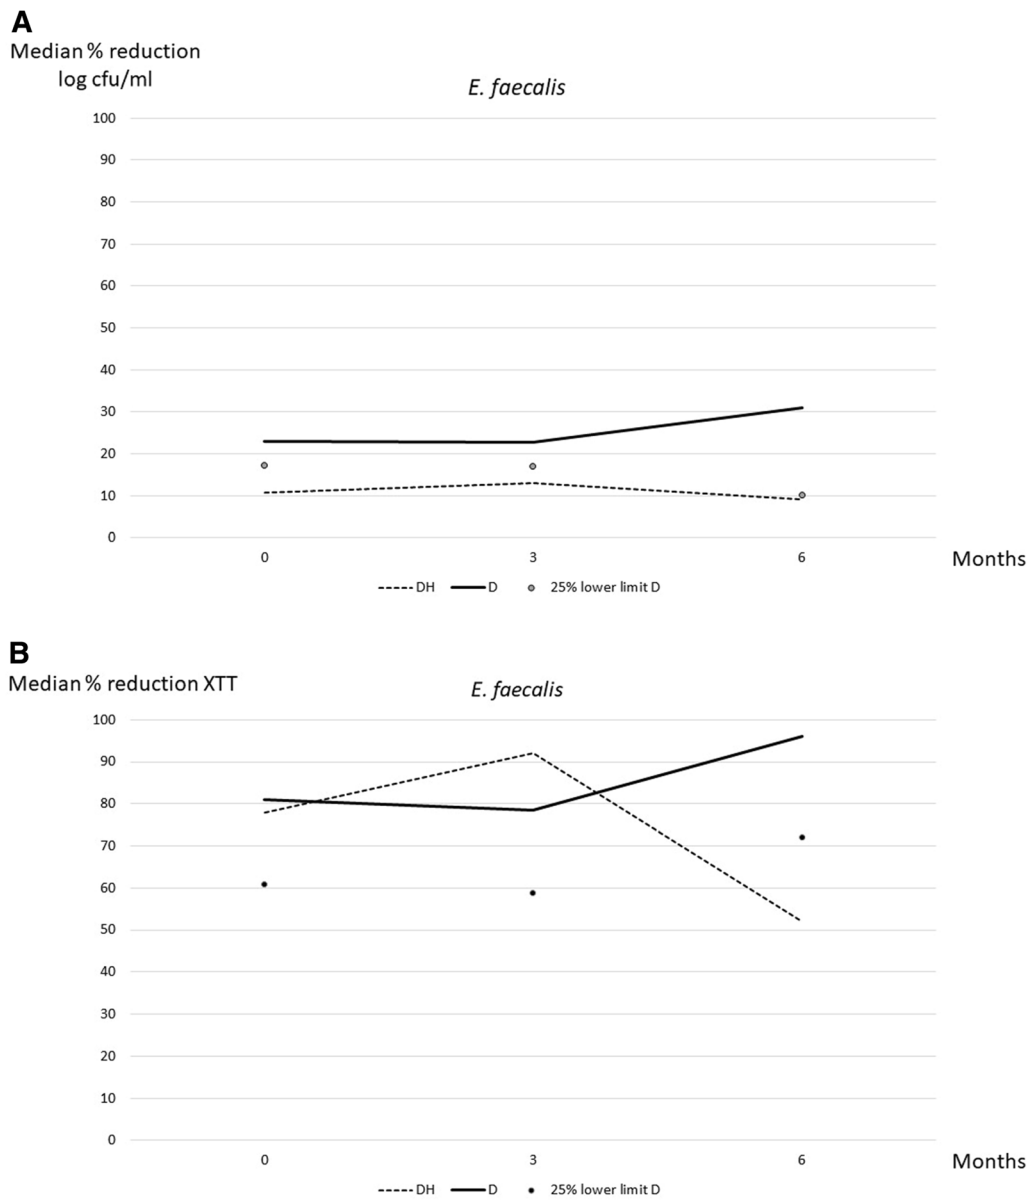 A
Median % reduction
log cfu/ml
E. faecalis
100
90
80
70
60
50
40
30
20
10
0
0 3 6 Months
DH D 25% lower limit D
B
Median % reduction XTT
E. faecalis
100
90
80
70
60
50
40
30
20
10
0
0 3 6 Months
DH D 25% lower limit D